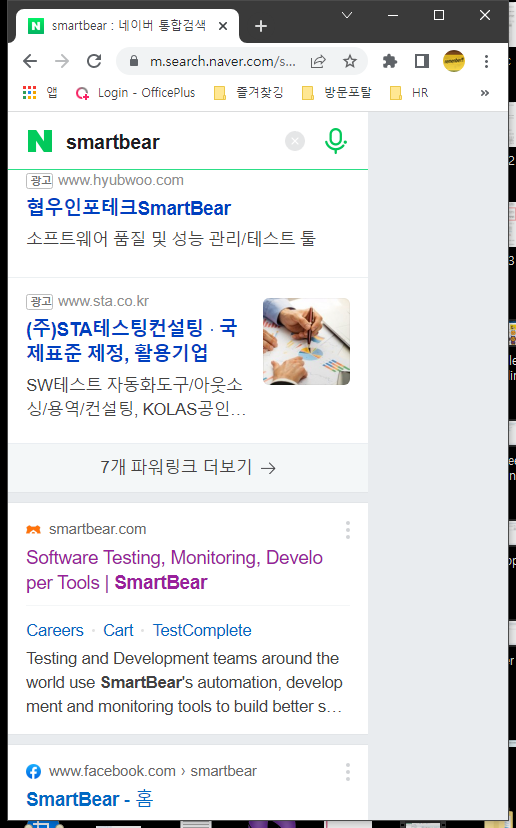 smartbear : 네이버 통합검색
m.search.naver.com/s...
앱 Login - OfficePlus 즐겨찾깅 방문포탈 HR »
N smartbear
광고 www.hyubwoo.com
협우인포테크SmartBear
소프트웨어 품질 및 성능 관리/테스트 툴
광고 www.sta.co.kr
(주)STA테스팅컨설팅 · 국
제표준 제정, 활용기업
SW테스트 자동화도구/아웃소
싱/용역/컨설팅, KOLAS공인...
7개 파워링크 더보기 →
smartbear.com
Software Testing, Monitoring, Develo
per Tools | SmartBear
Careers · Cart · TestComplete
Testing and Development teams around the
world use SmartBear's automation, develop
ment and monitoring tools to build better s...
www.facebook.com › smartbear
SmartBear - 홈